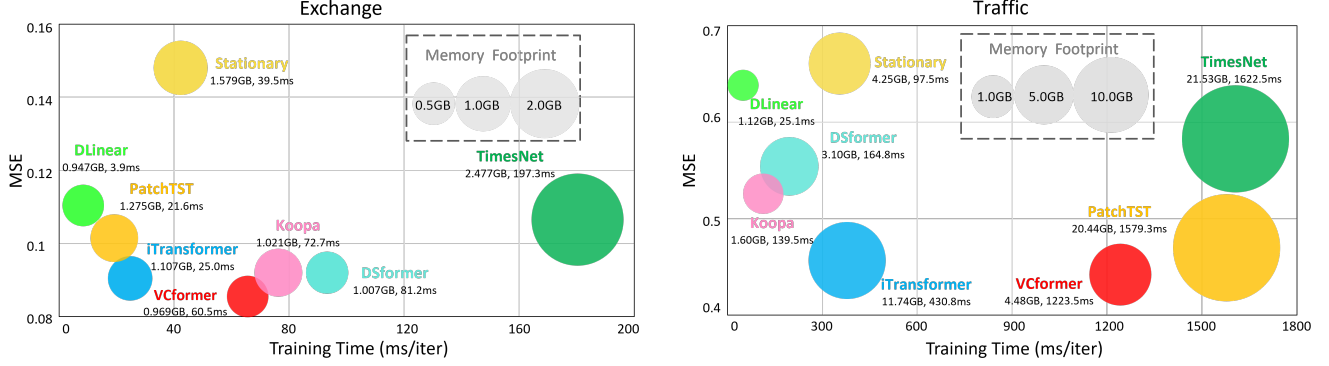 Exchange
0.16
0.14
0.12
0.1
0.08
MSE
0
40
80
120
160
200
Training Time (ms/iter)
Memory Footprint
0.5GB
1.0GB
2.0GB
Stationary
1.579GB, 39.5ms
DLinear
0.947GB, 3.9ms
PatchTST
1.275GB, 21.6ms
iTransformer
1.107GB, 25.0ms
VCformer
0.969GB, 60.5ms
Koopa
1.021GB, 72.7ms
DSformer
1.007GB, 81.2ms
TimesNet
2.477GB, 197.3ms
Traffic
0.7
0.6
0.5
0.4
MSE
0
300
600
900
1200
1500
1800
Training Time (ms/iter)
Memory Footprint
1.0GB
5.0GB
10.0GB
Stationary
4.25GB, 97.5ms
DLinear
1.12GB, 25.1ms
DSformer
3.10GB, 164.8ms
Koopa
1.60GB, 139.5ms
iTransformer
11.74GB, 430.8ms
VCformer
4.48GB, 1223.5ms
PatchTST
20.44GB, 1579.3ms
TimesNet
21.53GB, 1622.5ms